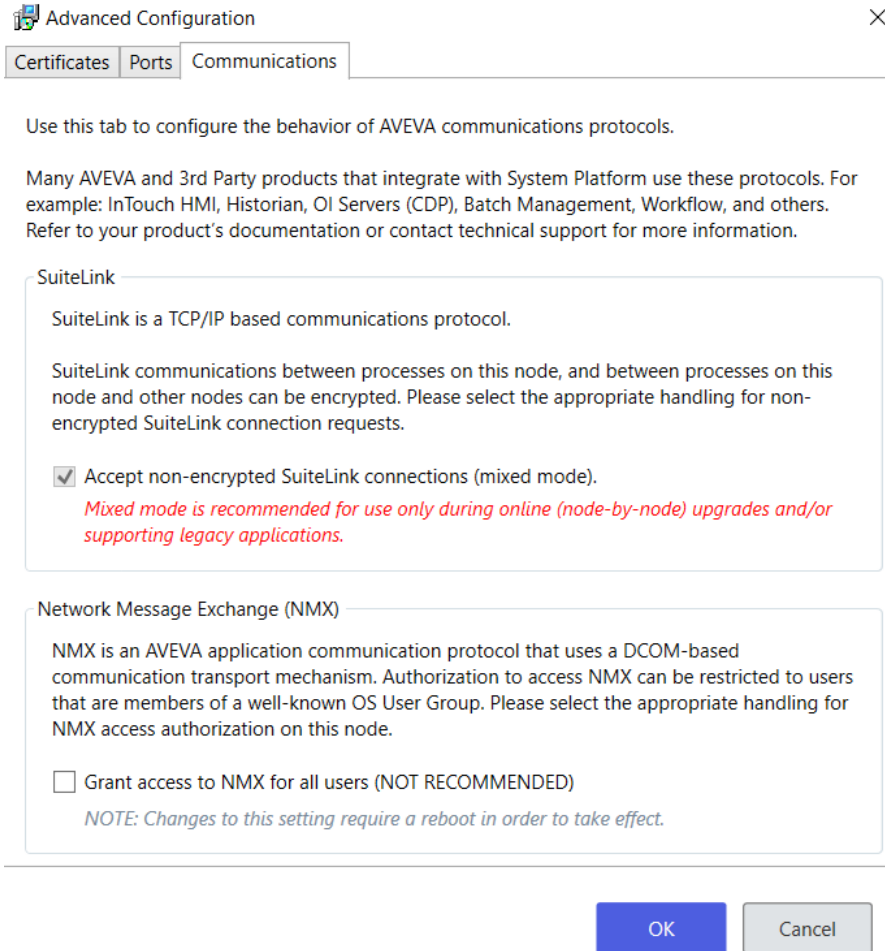 Advanced Configuration
Certificates Ports Communications
Use this tab to configure the behavior of AVEVA communications protocols.
Many AVEVA and 3rd Party products that integrate with System Platform use these protocols. For
example: InTouch HMI, Historian, OI Servers (CDP), Batch Management, Workflow, and others.
Refer to your product's documentation or contact technical support for more information.
SuiteLink
SuiteLink is a TCP/IP based communications protocol.
SuiteLink communications between processes on this node, and between processes on this
node and other nodes can be encrypted. Please select the appropriate handling for non-
encrypted SuiteLink connection requests.
Accept non-encrypted SuiteLink connections (mixed mode).
Mixed mode is recommended for use only during online (node-by-node) upgrades and/or
supporting legacy applications.
Network Message Exchange (NMX)
NMX is an AVEVA application communication protocol that uses a DCOM-based
communication transport mechanism. Authorization to access NMX can be restricted to users
that are members of a well-known OS User Group. Please select the appropriate handling for
NMX access authorization on this node.
Grant access to NMX for all users (NOT RECOMMENDED)
NOTE: Changes to this setting require a reboot in order to take effect.
OK Cancel